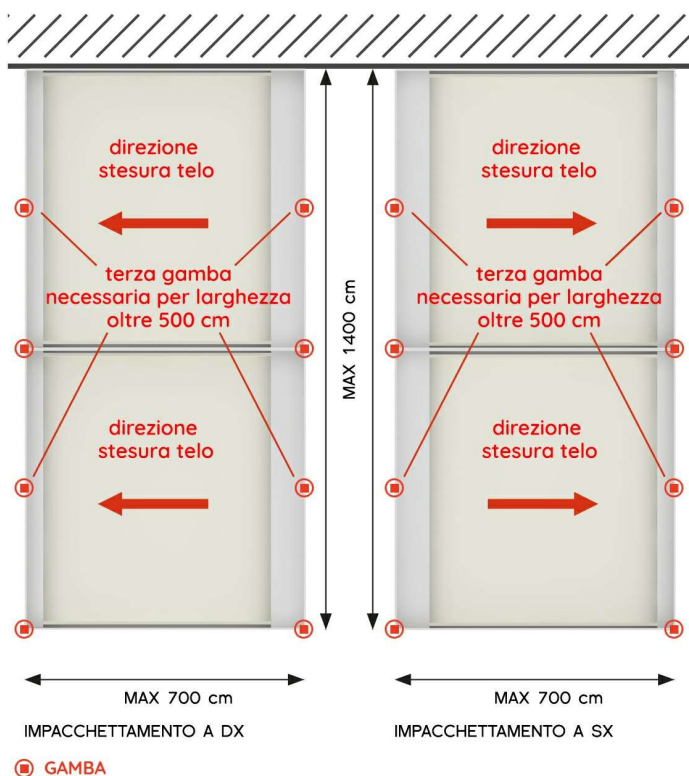 direzione
stesura telo
terza gamba
necessaria per larghezza
oltre 500 cm
direzione
stesura telo
MAX 1400 cm
direzione
stesura telo
terza gamba
necessaria per larghezza
oltre 500 cm
direzione
stesura telo
MAX 700 cm
IMPACCHETTAMENTO A DX
MAX 700 cm
IMPACCHETTAMENTO A SX
GAMBA